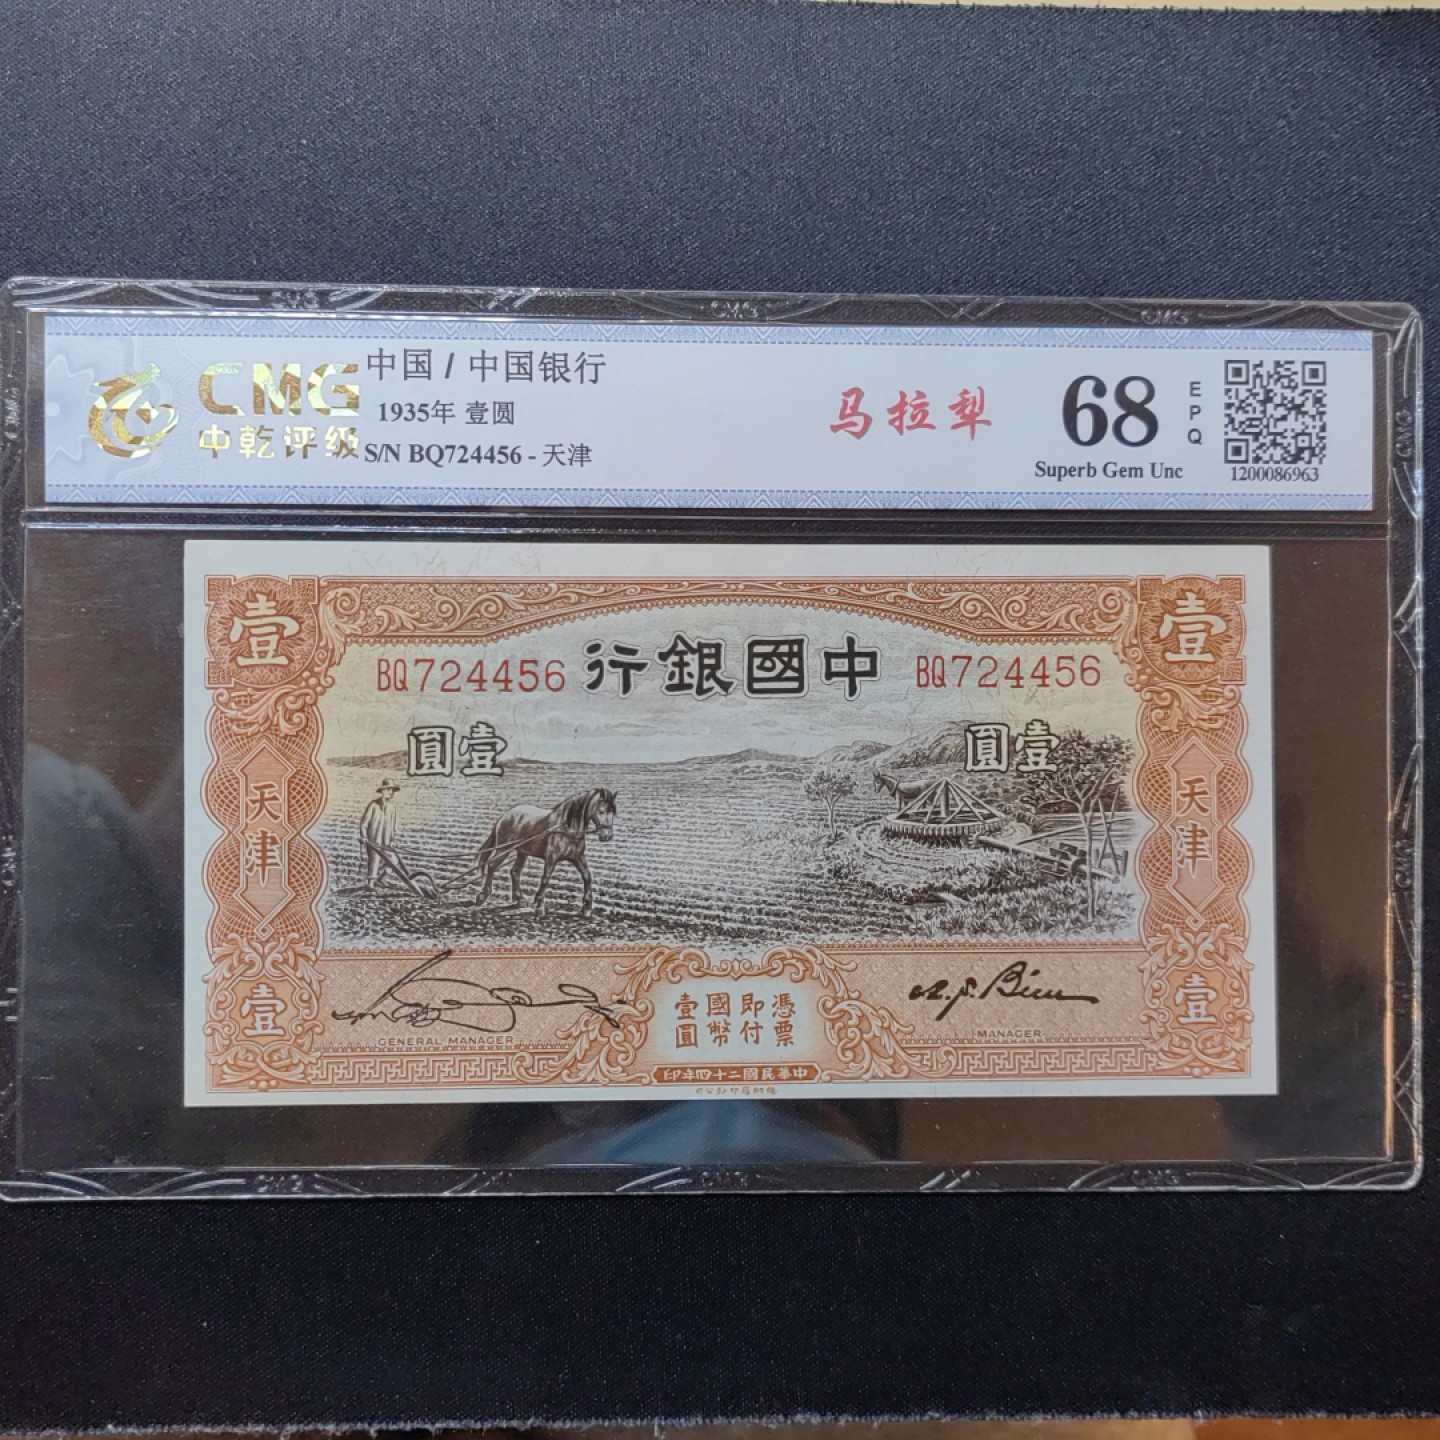 CMG
中乾评级
中国 / 中国银行
1935年 壹圆
S/N BQ724456 - 天津
马拉犁
68
EPQ
Superb Gem Unc
1200086963
壹
壹
BQ724456
行銀國中
BQ724456
圓壹
圓壹
天津
天津
壹
壹
GENERAL MANAGER
憑票
即付
國幣
壹圓
MANAGER
印年四十二國民華中